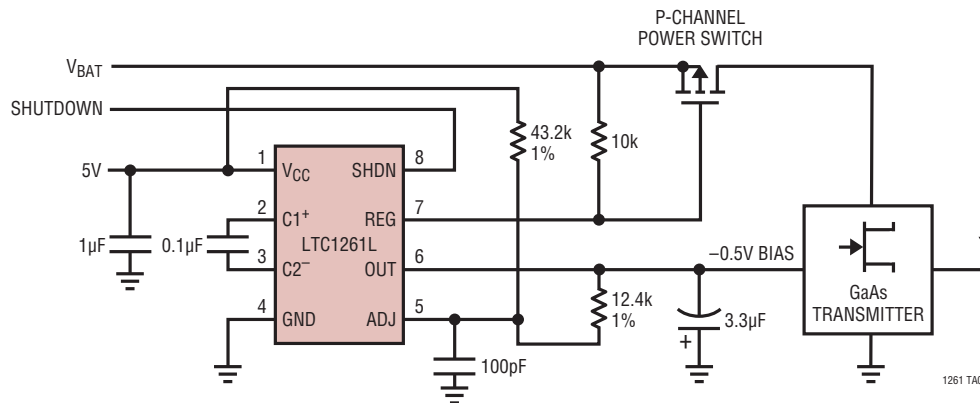 P-CHANNEL
POWER SWITCH
VBAT
SHUTDOWN
43.2k
1%
10k
5V
1 VCC SHDN 8
2 C1+ REG 7
1µF 0.1µF LTC1261L
3 C2– OUT 6
–0.5V BIAS
12.4k
1%
4 GND ADJ 5
3.3µF
+
GaAs
TRANSMITTER
100pF
1261 TA0